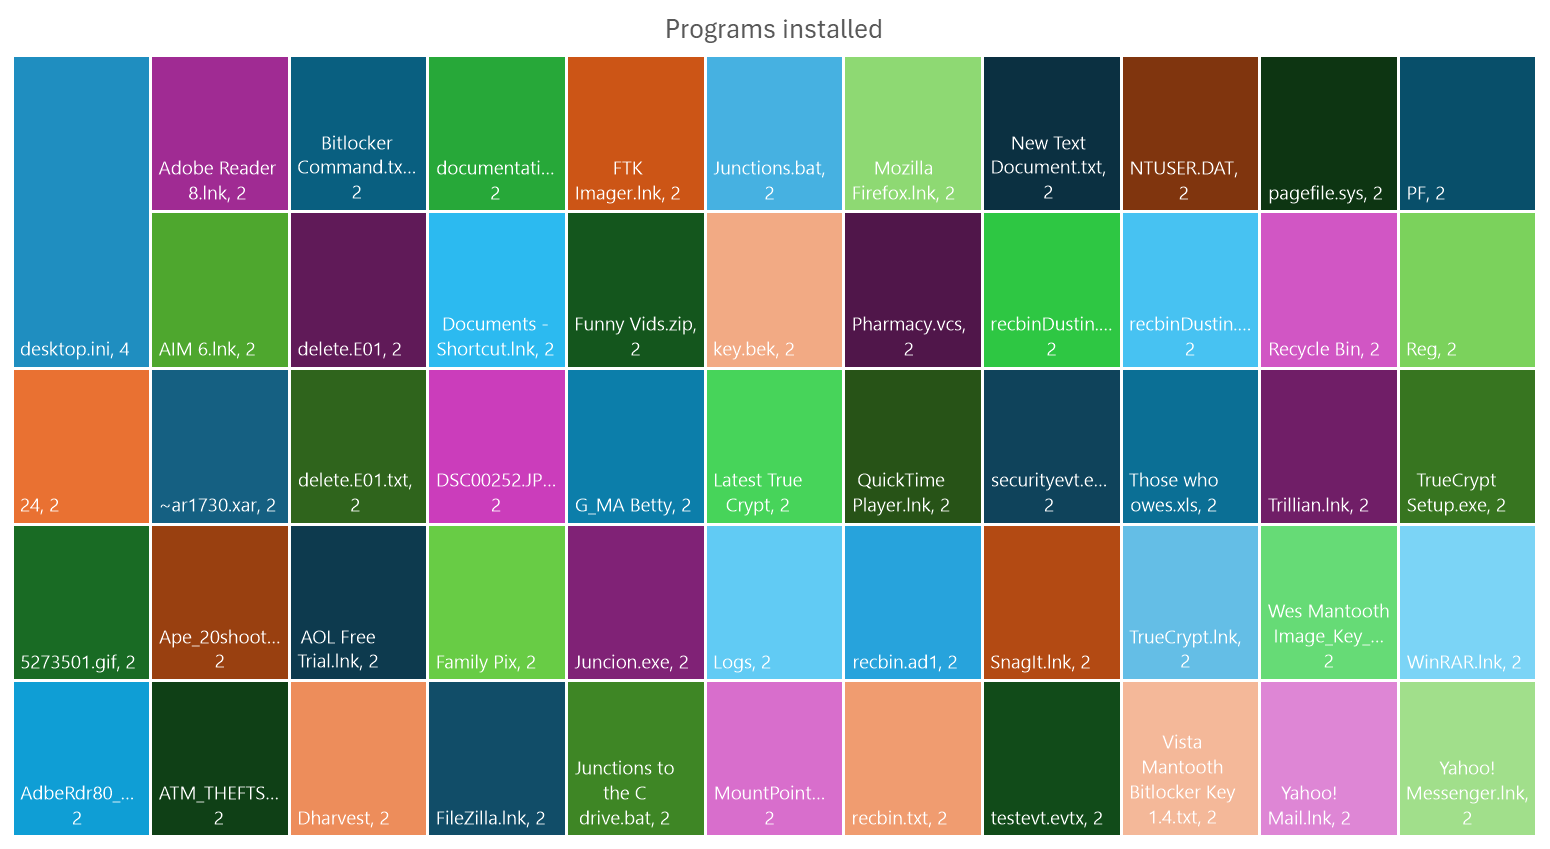 Programs installed
desktop.ini, 4
Adobe Reader
8.lnk, 2
Bitlocker
Command.tx...
2
documentati...
2
FTK
Imager.lnk, 2
Junctions.bat,
2
Mozilla
Firefox.lnk, 2
New Text
Document.txt,
2
NTUSER.DAT,
2
pagefile.sys, 2
PF, 2
AIM 6.lnk, 2
delete.E01, 2
Documents -
Shortcut.lnk, 2
Funny Vids.zip,
2
key.bek, 2
Pharmacy.vcs,
2
recbinDustin....
2
recbinDustin....
2
Recycle Bin, 2
Reg, 2
24, 2
~ar1730.xar, 2
delete.E01.txt,
2
DSC00252.JP...
2
G_MA Betty, 2
Latest True
Crypt, 2
QuickTime
Player.lnk, 2
securityevt.e...
2
Those who
owes.xls, 2
Trillian.lnk, 2
TrueCrypt
Setup.exe, 2
5273501.gif, 2
Ape_20shoot...
2
AOL Free
Trial.lnk, 2
Family Pix, 2
Juncion.exe, 2
Logs, 2
recbin.ad1, 2
SnagIt.lnk, 2
TrueCrypt.lnk,
2
Wes Mantooth
Image_Key_...
2
WinRAR.lnk, 2
AdbeRdr80_...
2
ATM_THEFTS...
2
Dharvest, 2
FileZilla.lnk, 2
Junctions to
the C
drive.bat, 2
MountPoint...
2
recbin.txt, 2
testevt.evtx, 2
Vista
Mantooth
Bitlocker Key
1.4.txt, 2
Yahoo!
Mail.lnk, 2
Yahoo!
Messenger.lnk,
2